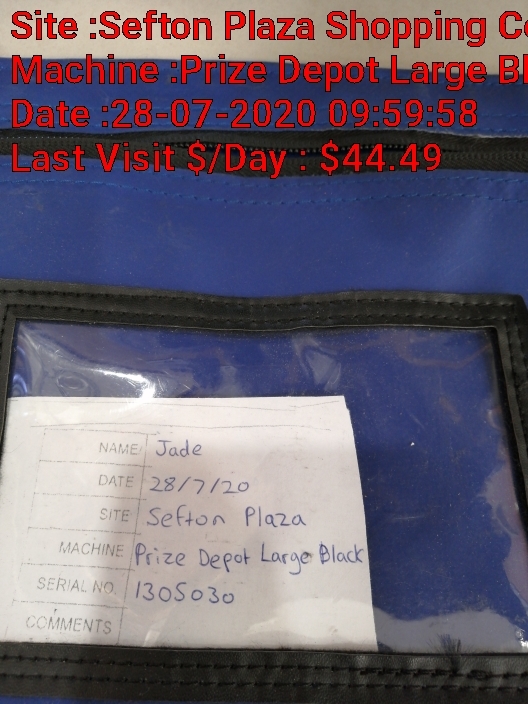 Site :Sefton Plaza Shopping Ce
Machine :Prize Depot Large Bl
Date :28-07-2020 09:59:58
Last Visit $/Day : $44.49
NAME Jade
DATE 28/7/20
SITE Sefton Plaza
MACHINE Prize Depot Large Black
SERIAL NO. 1305030
COMMENTS